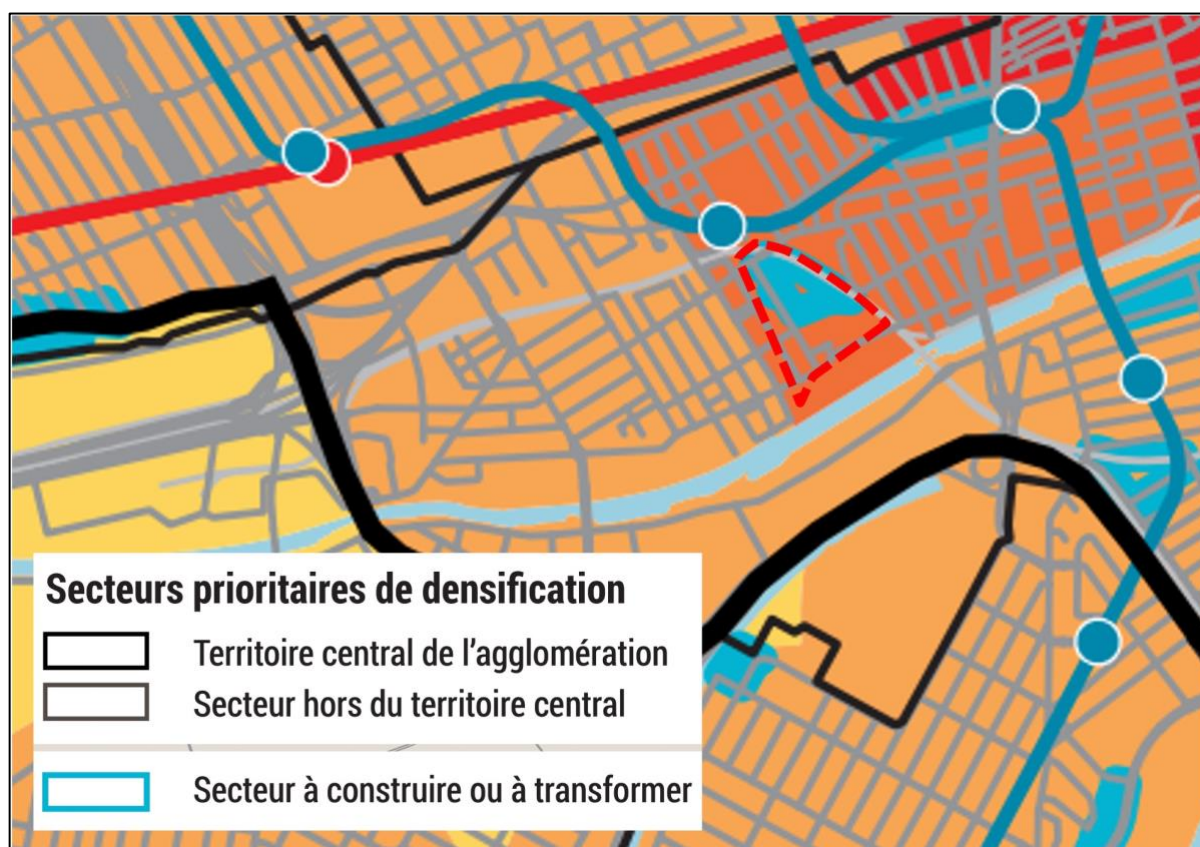 Secteurs prioritaires de densification
Territoire central de l’agglomération
Secteur hors du territoire central
Secteur à construire ou à transformer